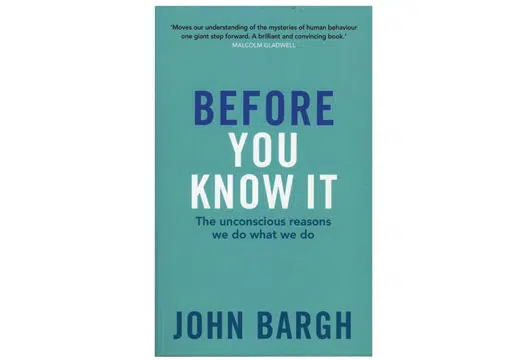 ‘Moves our understanding of the mysteries of human behaviour
one giant step forward. A brilliant and convincing book.’
MALCOLM GLADWELL
BEFORE
YOU
KNOW IT
The unconscious reasons
we do what we do
JOHN BARGH